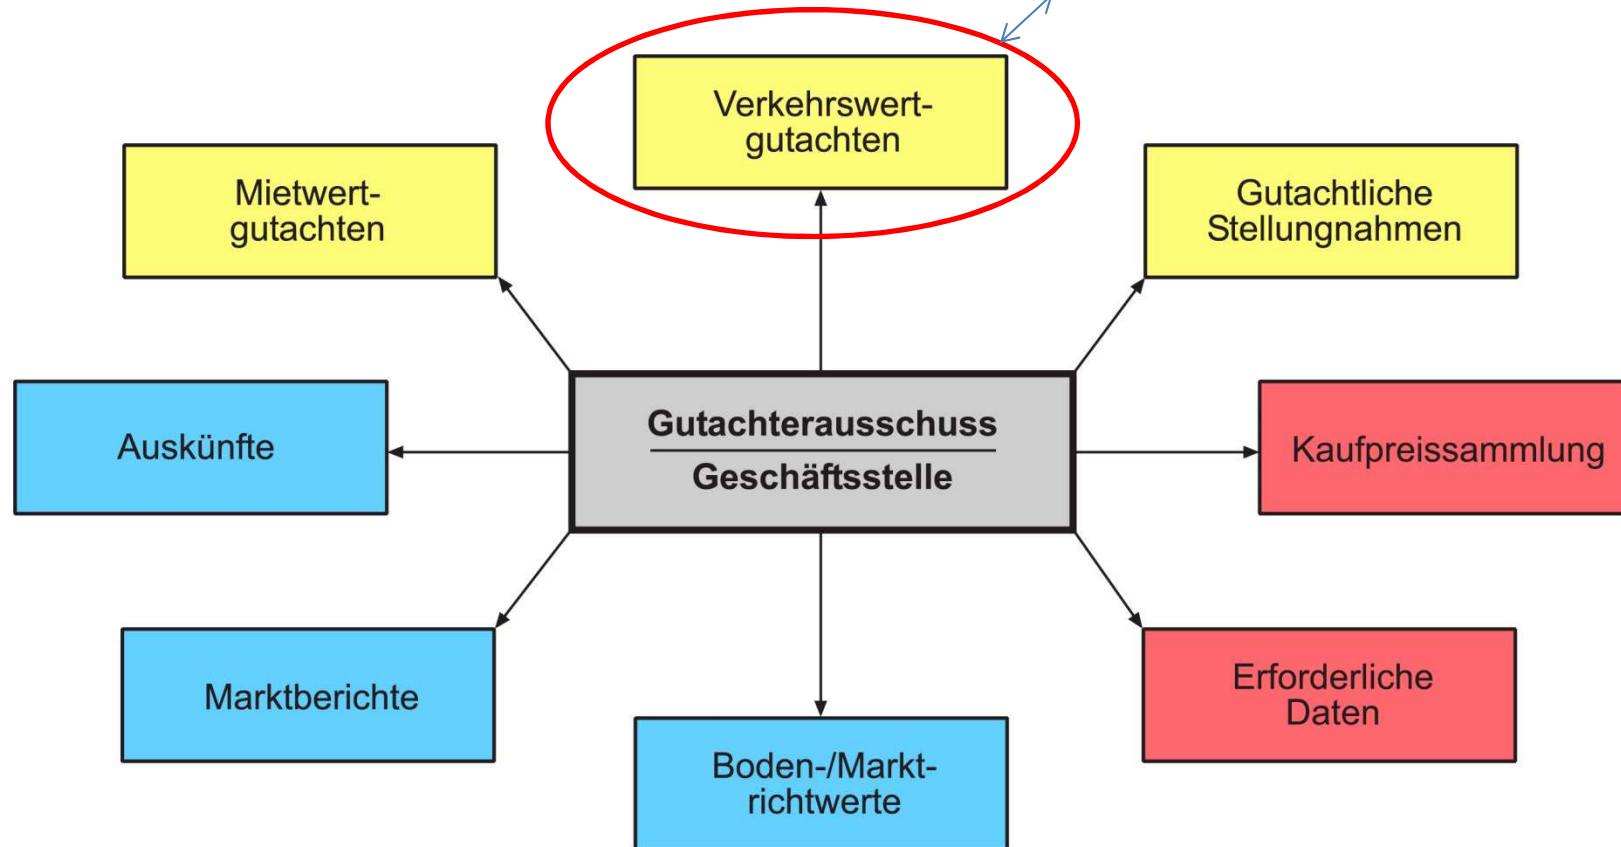 Verkehrswert-
gutachten
Mietwert-
gutachten
Gutachtliche
Stellungnahmen
Auskünfte
Gutachterausschuss
Geschäftsstelle
Kaufpreissammlung
Marktberichte
Boden-/Markt-
richtwerte
Erforderliche
Daten